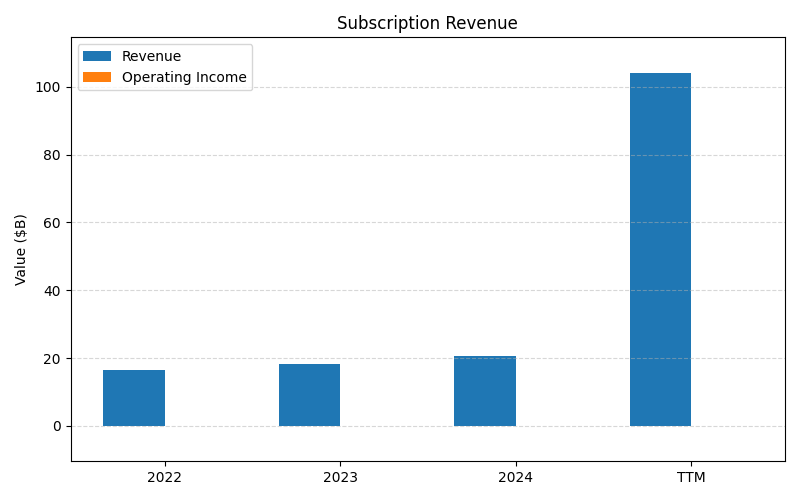 Subscription Revenue
Revenue
Operating Income
Value ($B)
100
80
60
40
20
0
2022 2023 2024 TTM